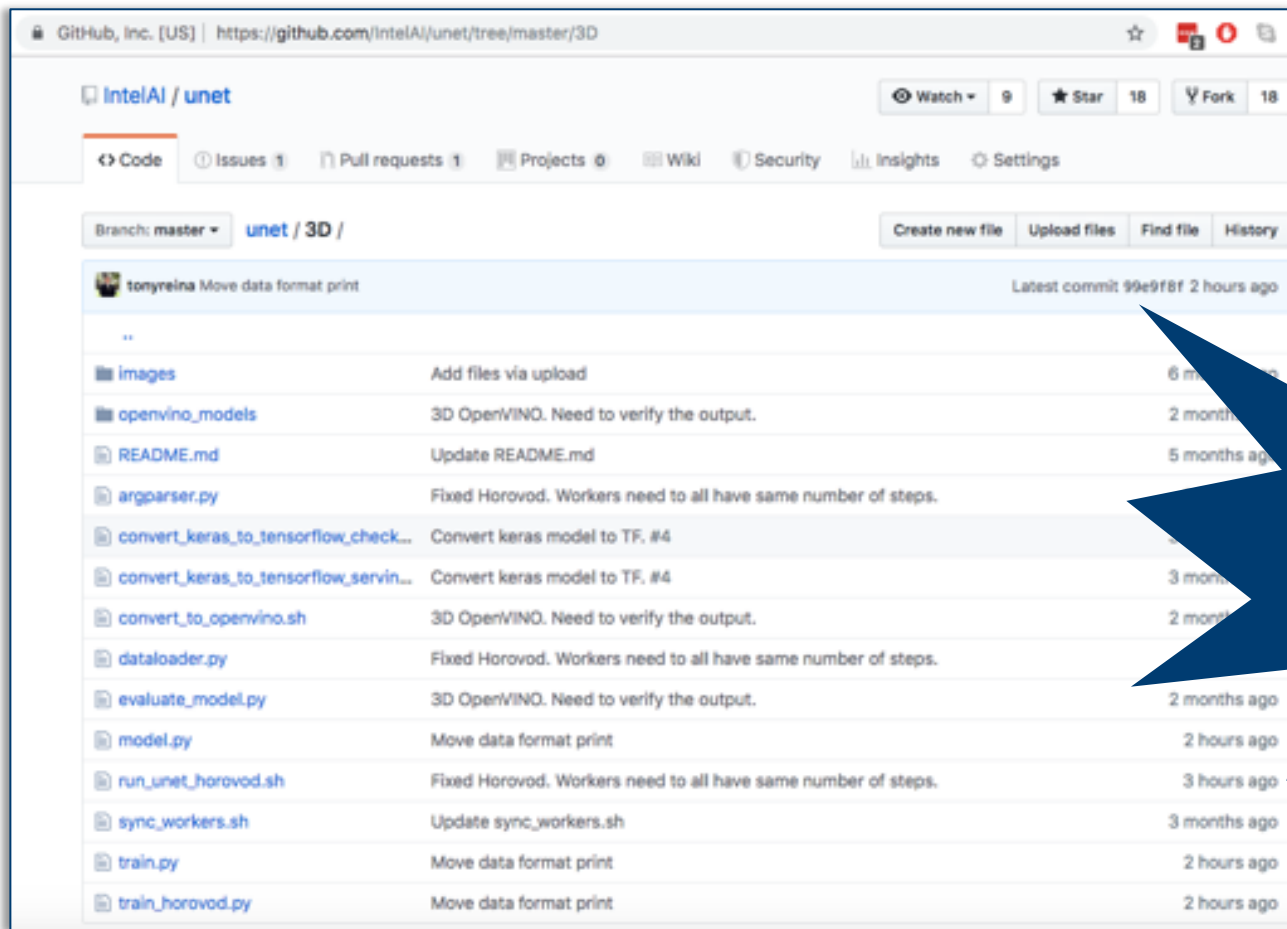 GitHub, Inc. [US] | https://github.com/IntelAI/unet/tree/master/3D
2
IntelAI / unet
Watch 9 Star 18 Fork 18
Code Issues 1 Pull requests 1 Projects 0 Wiki Security Insights Settings
Branch: master unet / 3D /
Create new file Upload files Find file History
tonyreina Move data format print Latest commit 99e9f8f 2 hours ago
..
images Add files via upload 6
openvino_models 3D OpenVINO. Need to verify the output. 2
README.md Update README.md 5 months
argparser.py Fixed Horovod. Workers need to all have same number of steps.
convert_keras_to_tensorflow_check... Convert keras model to TF. #4
convert_keras_to_tensorflow_servin... Convert keras model to TF. #4 3
convert_to_openvino.sh 3D OpenVINO. Need to verify the output. 2
dataloader.py Fixed Horovod. Workers need to all have same number of steps.
evaluate_model.py 3D OpenVINO. Need to verify the output. 2 months ago
model.py Move data format print 2 hours ago
run_unet_horovod.sh Fixed Horovod. Workers need to all have same number of steps. 3 hours ago
sync_workers.sh Update sync_workers.sh 3 months ago
train.py Move data format print 2 hours ago
train_horovod.py Move data format print 2 hours ago